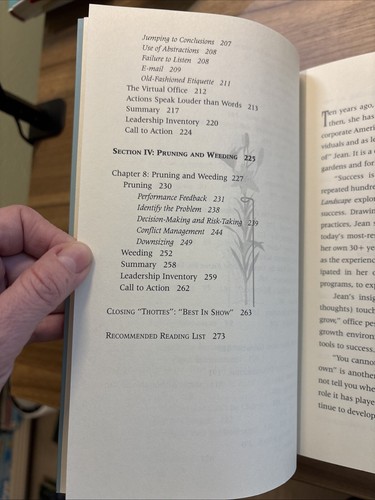 Jumping to Conclusions 207
Use of Abstractions 208
Failure to Listen 208
E-mail 209
Old-Fashioned Etiquette 211
The Virtual Office 212
Actions Speak Louder than Words 213
Summary 217
Leadership Inventory 220
Call to Action 224
SECTION IV: PRUNING AND WEEDING 225
Chapter 8: Pruning and Weeding 227
Pruning 230
Performance Feedback 231
Identify the Problem 238
Decision-Making and Risk-Taking 239
Conflict Management 244
Downsizing 249
Weeding 252
Summary 258
Leadership Inventory 259
Call to Action 262
CLOSING "THOTTES": "BEST IN SHOW" 263
RECOMMENDED READING LIST 273
Ten years ago,
then, she has
corporate Ameri
viduals and as l
of" Jean. It is a
gardens and for
"Success is
repeated hundre
Landscape explor
success. Drawin
practices, Jean s
today's most-res
her own 30+ ye
as the experienc
ipated in her c
programs, to ex
Jean's insig
thoughts) touch
grow," office pe
growth environ
tools to success.
"You cannot
own" is another
not tell you whe
role it has playe
tinue to develop